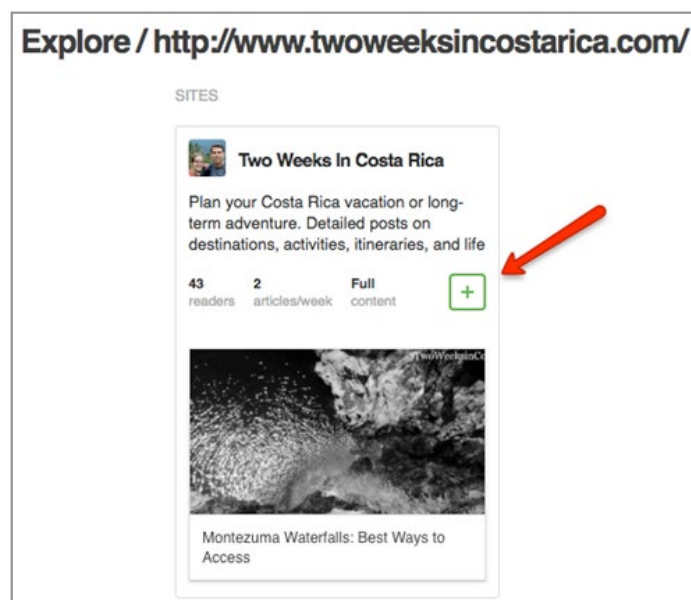 Explore / http://www.twoweeksincostarica.com/
SITES
Two Weeks In Costa Rica
Plan your Costa Rica vacation or long-
term adventure. Detailed posts on
destinations, activities, itineraries, and life
43 2 Full
readers articles/week content
+
TwoWeeksinCo
Montezuma Waterfalls: Best Ways to
Access